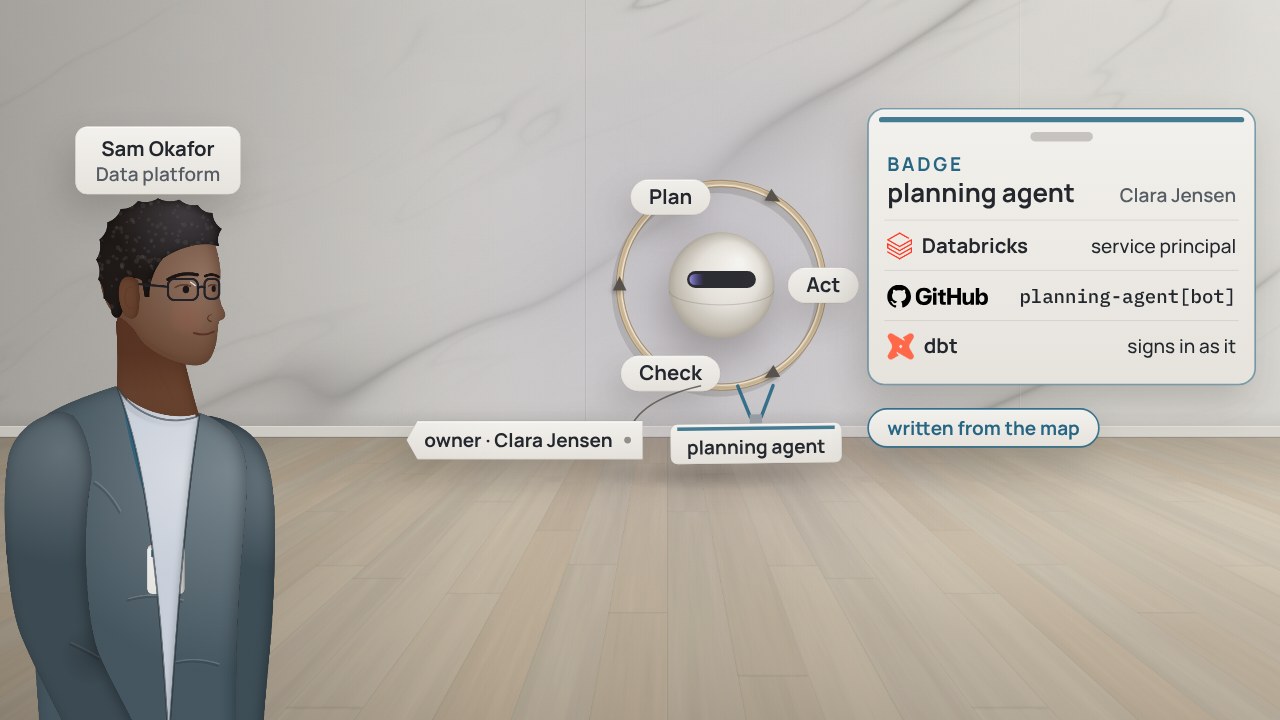 Sam Okafor
Data platform
Plan
Act
Check
owner · Clara Jensen
planning agent
BADGE
planning agent Clara Jensen
Databricks service principal
GitHub planning-agent[bot]
dbt signs in as it
written from the map